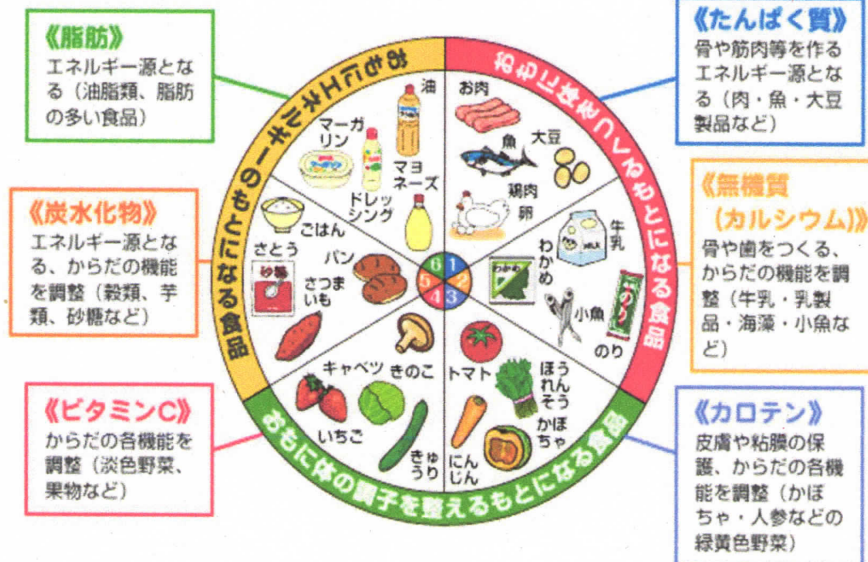 《脂肪》
エネルギー源とな
る（油脂類、脂肪
の多い食品）
《炭水化物》
エネルギー源とな
る、からだの機能
を調整（穀類、芋
類、砂糖など）
《ビタミンC》
からだの各機能を
調整（淡色野菜、
果物など）
おもにエネルギーのもとになる食品
おもに体をつくるもとになる食品
おもに体の調子を整えるもとになる食品
油
マーガ
リン
マヨ
ネーズ
ドレッ
シング
ごはん
さとう
砂糖
パン
さつま
いも
お肉
魚
大豆
鶏肉
卵
牛乳
MILK
わかめ
わかめ
小魚
のり
のり
6
1
5
2
4
3
キャベツ
きのこ
いちご
きゅ
うり
トマト
ほうれん
そう
かぼ
ちゃ
にん
じん
《たんぱく質》
骨や筋肉等を作る
エネルギー源とな
る（肉・魚・大豆
製品など）
《無機質
（カルシウム）》
骨や歯をつくる、
からだの機能を調
整（牛乳・乳製
品・海藻・小魚な
ど）
《カロテン》
皮膚や粘膜の保
護、からだの各機
能を調整（かぼ
ちゃ・人参などの
緑黄色野菜）